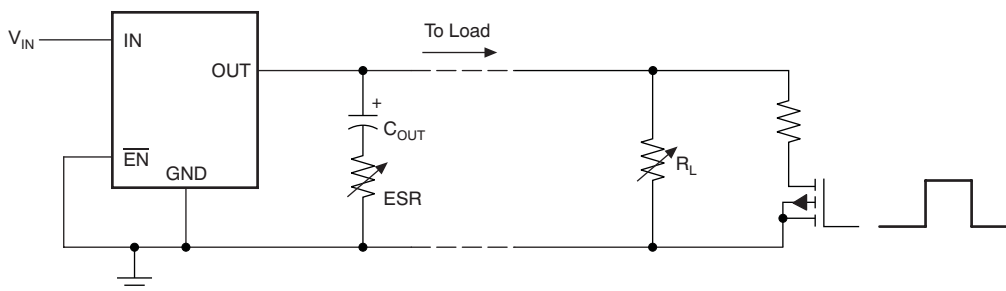 To Load
V_IN
IN
OUT
+
C_OUT
EN
GND
ESR
R_L